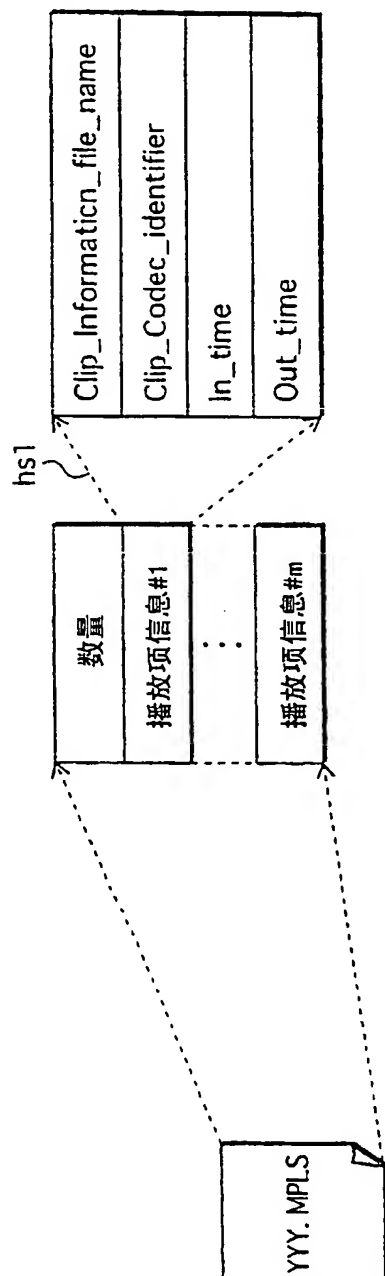 YYY. MPLS
数量
播放项信息#1
· · ·
播放项信息#m
hs1
Clip_Informaticn_file_name
Clip_Codec_identifier
In_time
Out_time